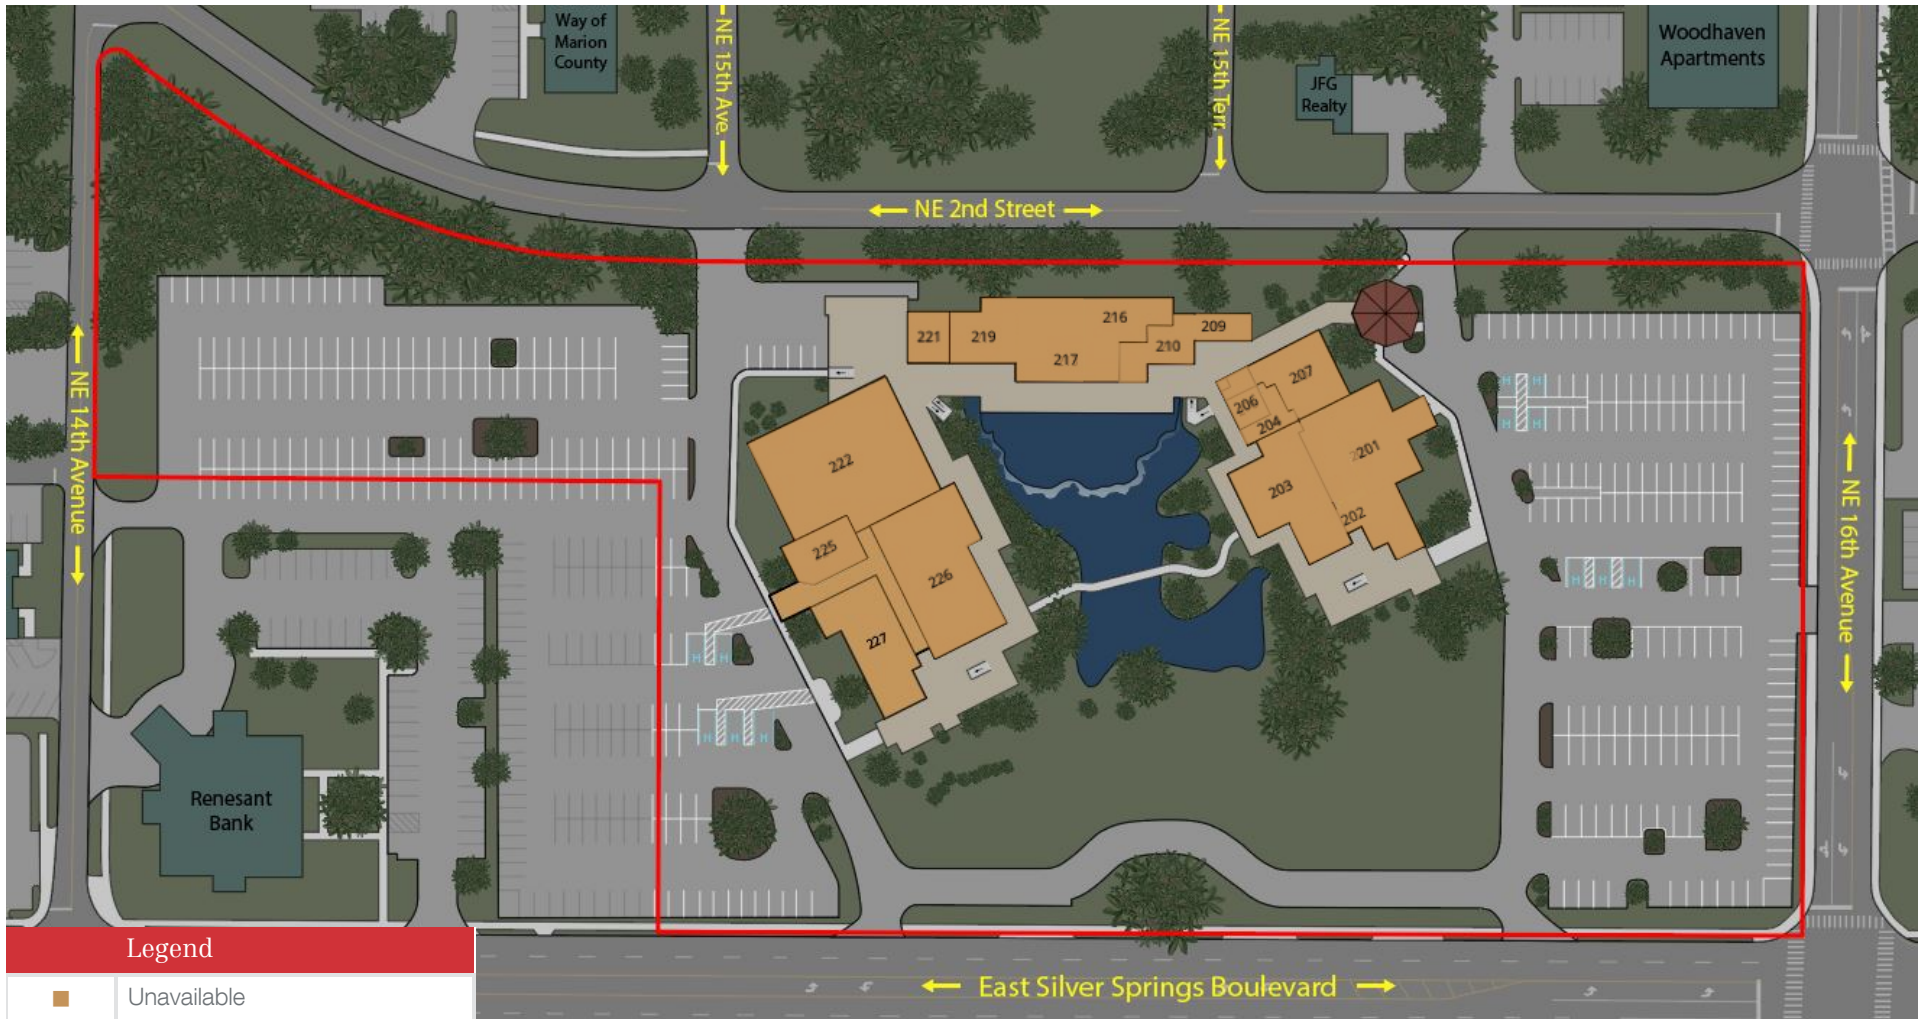 Way of
Marion
County
NE 15th Ave.
NE 15th Terr.
JFG
Realty
Woodhaven
Apartments
NE 2nd Street
NE 14th Avenue
NE 16th Avenue
221
219
216
217
210
209
207
206
204
201
203
202
222
225
226
227
H H
H H
H H H
H H
H H H
Renesant
Bank
East Silver Springs Boulevard
Legend
Unavailable